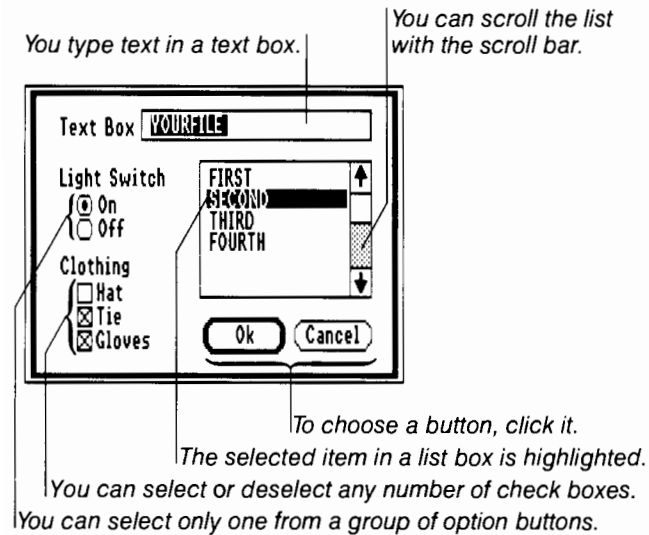 You can scroll the list
with the scroll bar.
You type text in a text box.
Text Box YOURFILE
Light Switch
On
Off
Clothing
Hat
Tie
Gloves
FIRST
SECOND
THIRD
FOURTH
Ok Cancel
To choose a button, click it.
The selected item in a list box is highlighted.
You can select or deselect any number of check boxes.
You can select only one from a group of option buttons.